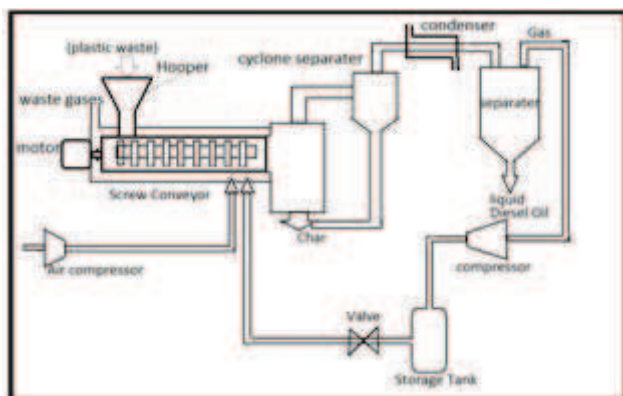 condenser
Gas
(plastic waste)
Hooper
cyclone separater
waste gases
separater
motor
Screw Conveyor
liquid
Diesel Oil
Char
Air compressor
compressor
Valve
Storage Tank